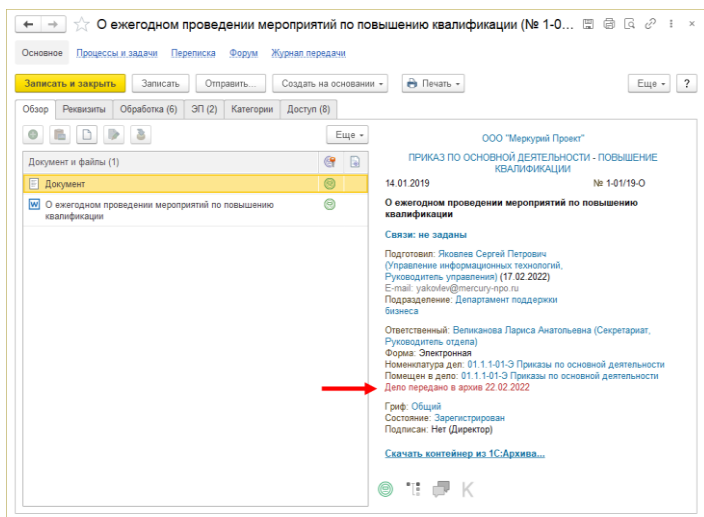 О ежегодном проведении мероприятий по повышению квалификации (№ 1-0...
Основное Процессы и задачи Переписка Форум Журнал передачи
Записать и закрыть Записать Отправить... Создать на основании Печать Еще ?
Обзор Реквизиты Обработка (6) ЭП (2) Категории Доступ (8)
Еще
Документ и файлы (1)
Документ
О ежегодном проведении мероприятий по повышению
квалификации
ООО "Меркурий Проект"
ПРИКАЗ ПО ОСНОВНОЙ ДЕЯТЕЛЬНОСТИ - ПОВЫШЕНИЕ
КВАЛИФИКАЦИИ
14.01.2019 № 1-01/19-О
О ежегодном проведении мероприятий по повышению
квалификации
Связи: не заданы
Подготовил: Яковлев Сергей Петрович
(Управление информационных технологий,
Руководитель управления) (17.02.2022)
E-mail: yakovlev@mercury-npo.ru
Подразделение: Департамент поддержки
бизнеса
Ответственный: Великанова Лариса Анатольевна (Секретариат,
Руководитель отдела)
Форма: Электронная
Номенклатура дел: 01.1.1-01-Э Приказы по основной деятельности
Помещен в дело: 01.1.1-01-Э Приказы по основной деятельности
Дело передано в архив 22.02.2022
Гриф: Общий
Состояние: Зарегистрирован
Подписан: Нет (Директор)
Скачать контейнер из 1С:Архива...